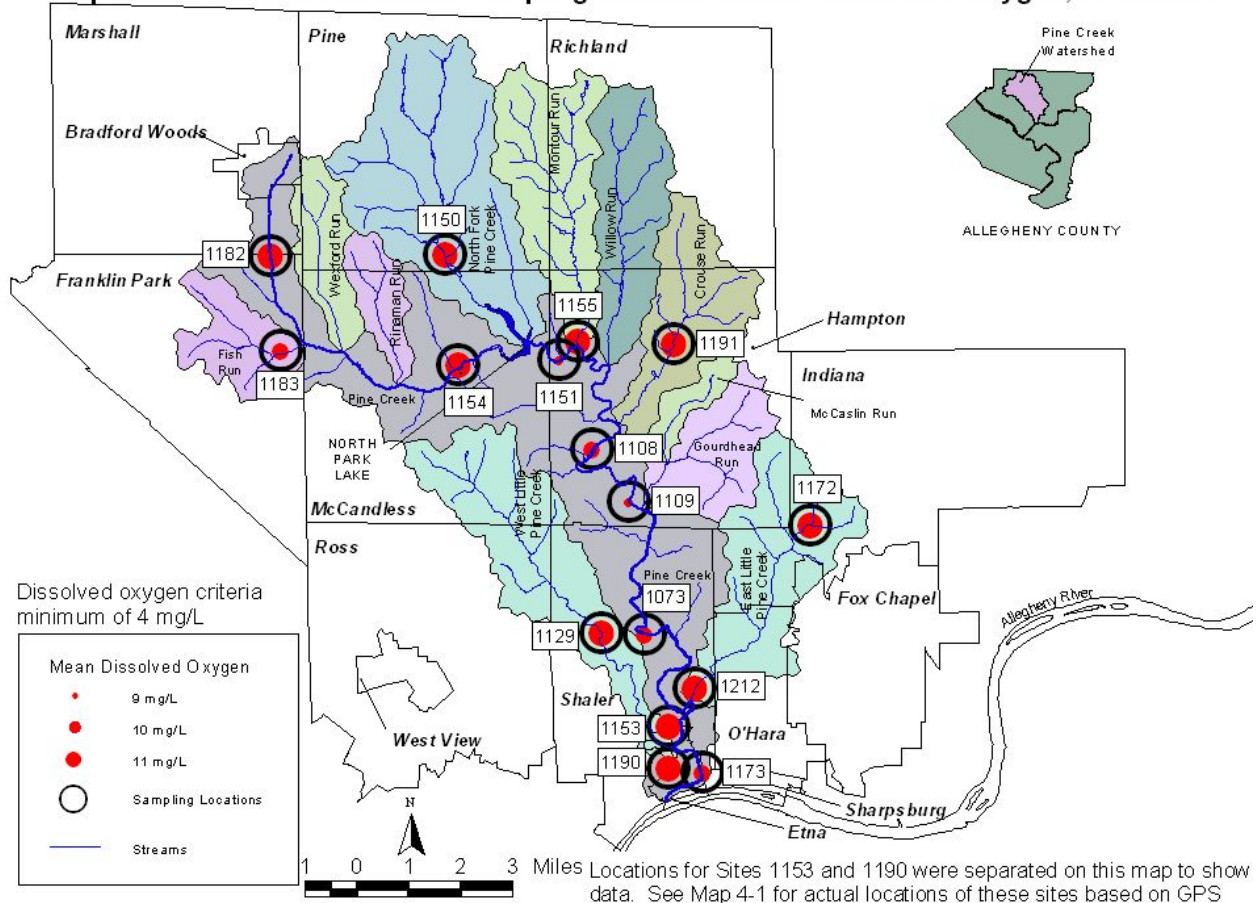 Marshall
Pine
Richland
Pine Creek
Watershed
ALLEGHENY COUNTY
Bradford Woods
Montour Run
Willow Run
Wexford Run
1150
North Fork
Pine Creek
Crouse Run
1182
Franklin Park
Rinaman Run
1155
Hampton
1191
Fish
Run
1183
Pine Creek
1154
1151
Indiana
McCaslin Run
NORTH
PARK
LAKE
1108
Gourdhead
Run
1109
1172
McCandless
West Little
Pine Creek
Ross
Pine Creek
1073
East Little
Pine Creek
Fox Chapel
Allegheny River
1129
1212
Shaler
1153
O'Hara
West View
1190
1173
Sharpsburg
Etna
Dissolved oxygen criteria
minimum of 4 mg/L
Mean Dissolved Oxygen
9 mg/L
10 mg/L
11 mg/L
Sampling Locations
Streams
N
1 0 1 2 3 Miles
Locations for Sites 1153 and 1190 were separated on this map to show
data. See Map 4-1 for actual locations of these sites based on GPS